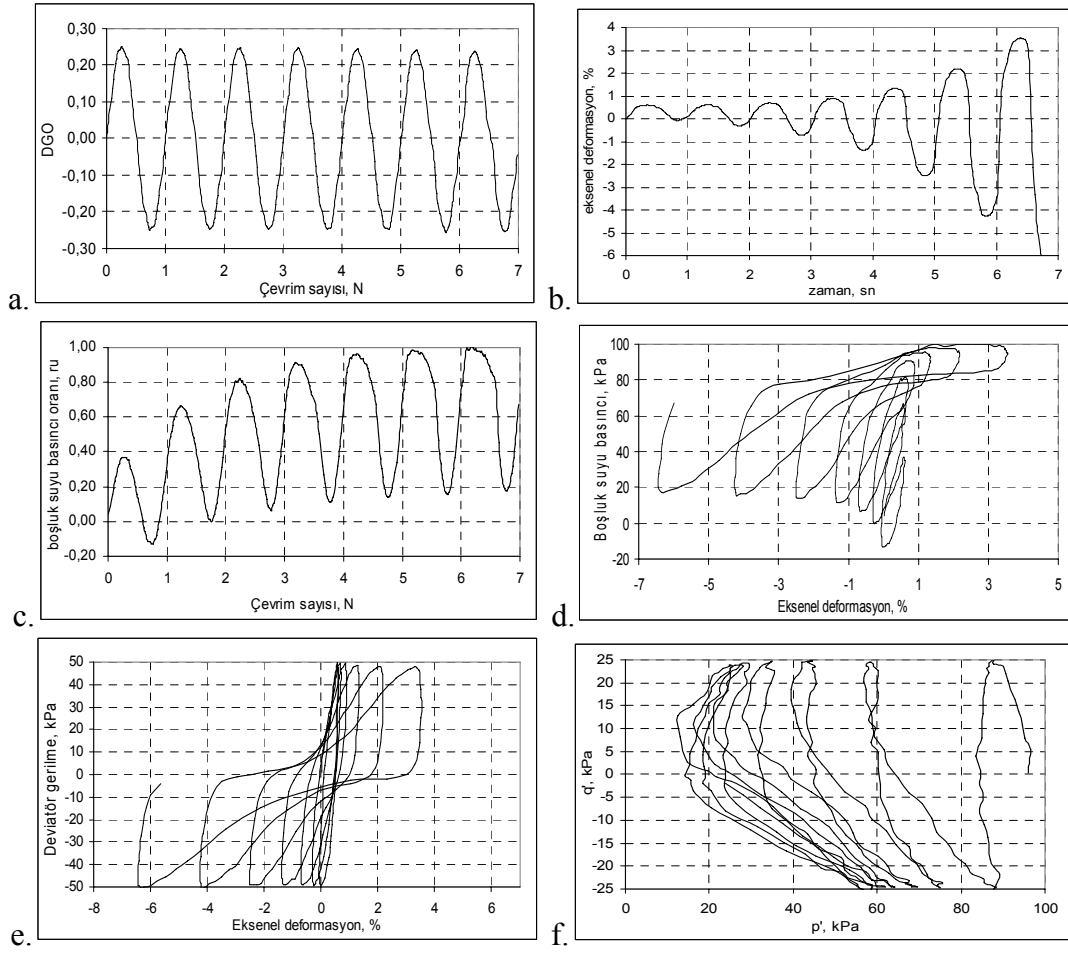 a.
0,30
0,20
0,10
0,00
-0,10
-0,20
-0,30
DGO
0 1 2 3 4 5 6 7
Çevrim sayısı, N
b.
4
3
2
1
0
-1
-2
-3
-4
-5
-6
eksenel deformasyon, %
0 1 2 3 4 5 6 7
zaman, sn
c.
1,00
0,80
0,60
0,40
0,20
0,00
-0,20
boşluk suyu basıncı oranı, ru
0 1 2 3 4 5 6 7
Çevrim sayısı, N
d.
100
80
60
40
20
0
-20
Boşluk suyu basıncı, kPa
-7 -5 -3 -1 1 3 5
Eksenel deformasyon, %
e.
50
40
30
20
10
0
-10
-20
-30
-40
-50
Deviatör gerilme, kPa
-8 -6 -4 -2 0 2 4 6
Eksenel deformasyon, %
f.
25
20
15
10
5
0
-5
-10
-15
-20
-25
q', kPa
0 20 40 60 80 100
p', kPa